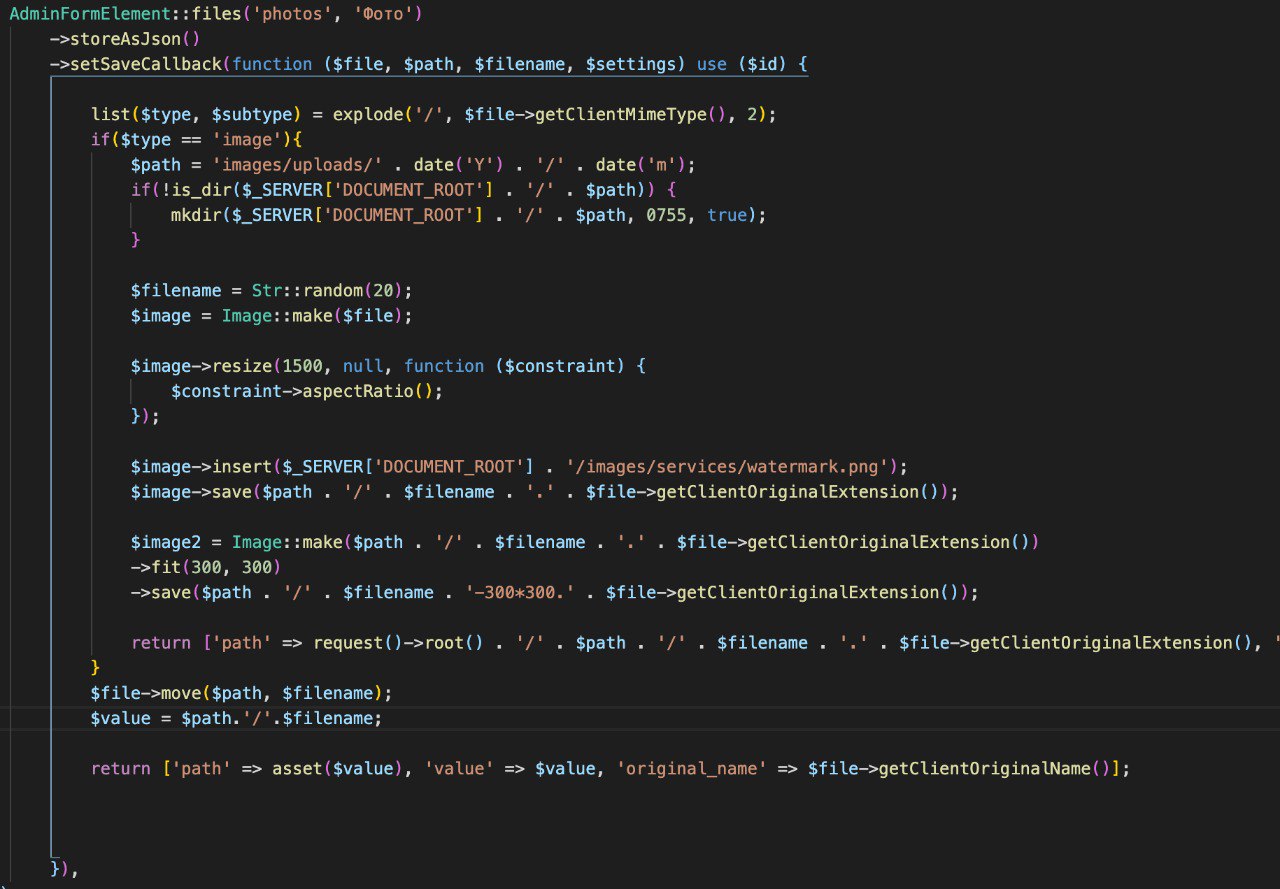 AdminFormElement::files('photos', 'Фото')
->storeAsJson()
->setSaveCallback(function ($file, $path, $filename, $settings) use ($id) {
list($type, $subtype) = explode('/', $file->getClientMimeType(), 2);
if($type == 'image'){
$path = 'images/uploads/' . date('Y') . '/' . date('m');
if(!is_dir($_SERVER['DOCUMENT_ROOT'] . '/' . $path)) {
mkdir($_SERVER['DOCUMENT_ROOT'] . '/' . $path, 0755, true);
}
$filename = Str::random(20);
$image = Image::make($file);
$image->resize(1500, null, function ($constraint) {
$constraint->aspectRatio();
});
$image->insert($_SERVER['DOCUMENT_ROOT'] . '/images/services/watermark.png');
$image->save($path . '/' . $filename . '.' . $file->getClientOriginalExtension());
$image2 = Image::make($path . '/' . $filename . '.' . $file->getClientOriginalExtension())
->fit(300, 300)
->save($path . '/' . $filename . '-300*300.' . $file->getClientOriginalExtension());
return ['path' => request()->root() . '/' . $path . '/' . $filename . '.' . $file->getClientOriginalExtension(), '
}
$file->move($path, $filename);
$value = $path.'/'.$filename;
return ['path' => asset($value), 'value' => $value, 'original_name' => $file->getClientOriginalName()];
}),